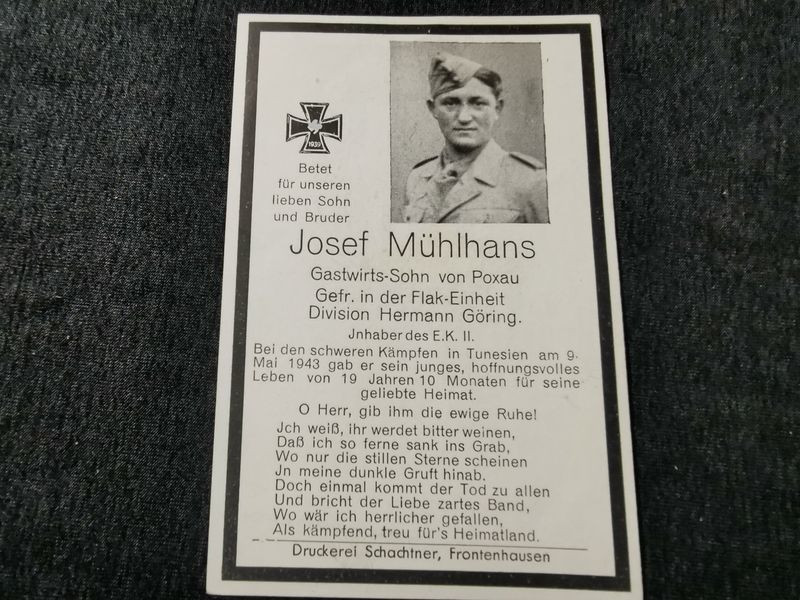 1939
Betet
für unseren
lieben Sohn
und Bruder
Josef Mühlhans
Gastwirts-Sohn von Poxau
Gefr. in der Flak-Einheit
Division Hermann Göring.
Jnhaber des E.K. II.
Bei den schweren Kämpfen in Tunesien am 9.
Mai 1943 gab er sein junges, hoffnungsvolles
Leben von 19 Jahren 10 Monaten für seine
geliebte Heimat.
O Herr, gib ihm die ewige Ruhe!
Jch weiß, ihr werdet bitter weinen,
Daß ich so ferne sank ins Grab,
Wo nur die stillen Sterne scheinen
Jn meine dunkle Gruft hinab.
Doch einmal kommt der Tod zu allen
Und bricht der Liebe zartes Band,
Wo wär ich herrlicher gefallen,
Als kämpfend, treu für's Heimatland.
Druckerei Schachtner, Frontenhausen